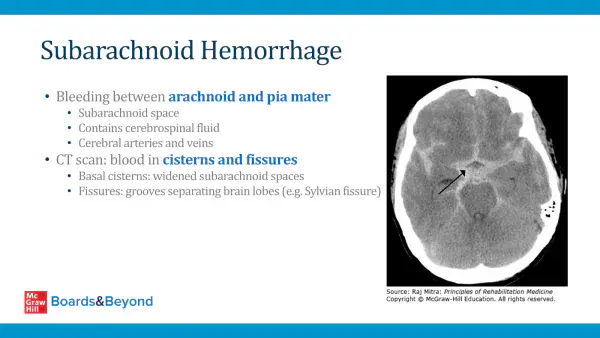 Subarachnoid Hemorrhage
• Bleeding between arachnoid and pia mater
• Subarachnoid space
• Contains cerebrospinal fluid
• Cerebral arteries and veins
• CT scan: blood in cisterns and fissures
• Basal cisterns: widened subarachnoid spaces
• Fissures: grooves separating brain lobes (e.g. Sylvian fissure)
Source: Raj Mitra: Principles of Rehabilitation Medicine
Copyright © McGraw-Hill Education. All rights reserved.
Mc
Graw
Hill
Boards&Beyond